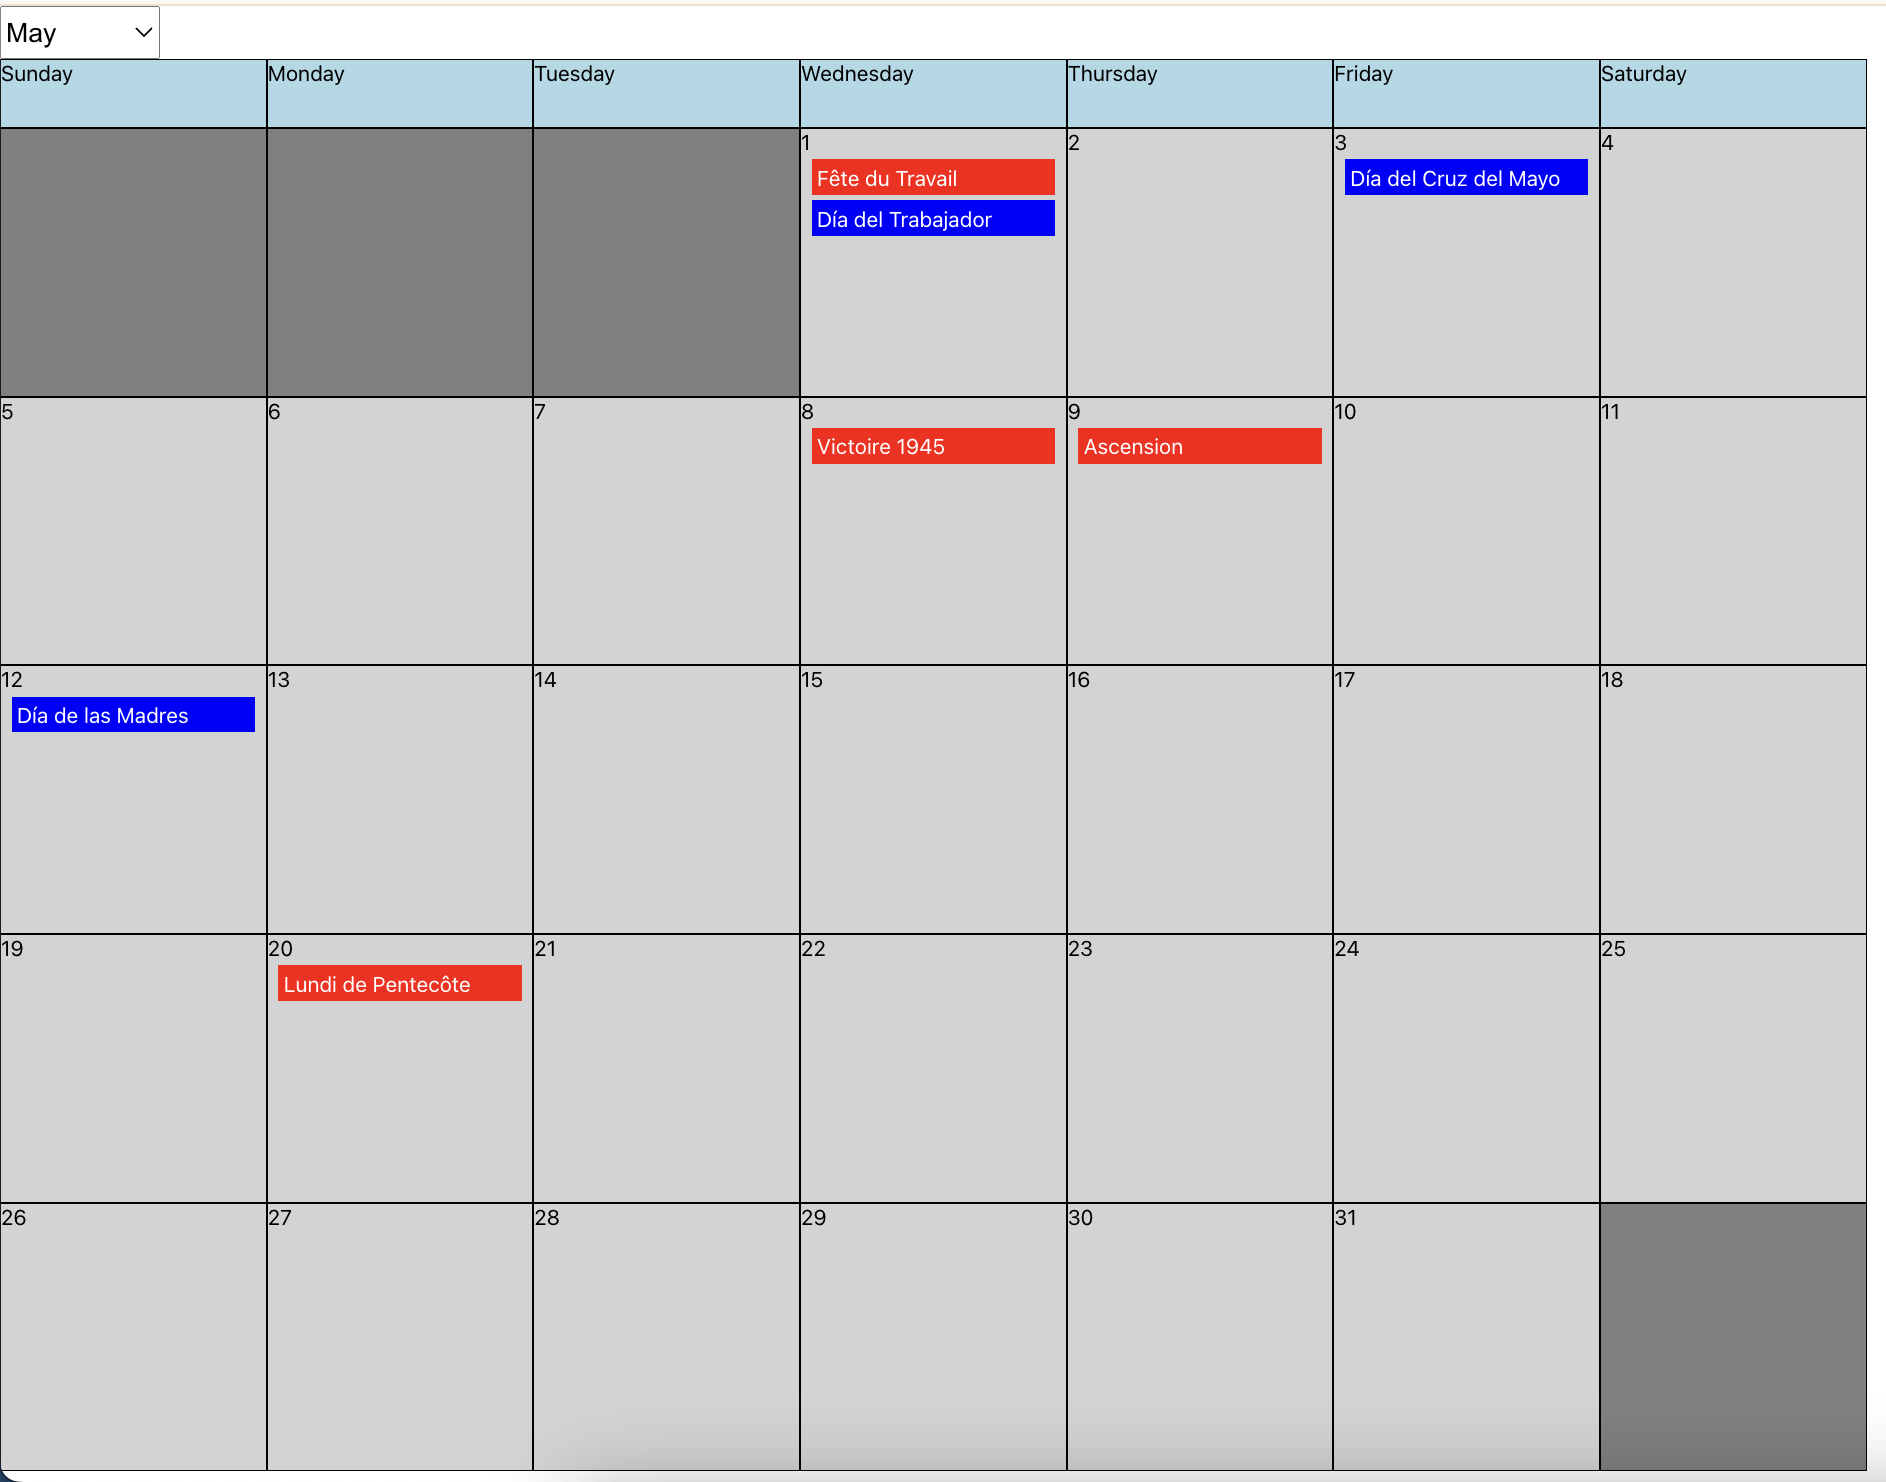 May
Sunday
Monday
Tuesday
Wednesday
Thursday
Friday
Saturday
1
Fête du Travail
Día del Trabajador
2
3
Día del Cruz del Mayo
4
5
6
7
8
Victoire 1945
9
Ascension
10
11
12
Día de las Madres
13
14
15
16
17
18
19
20
Lundi de Pentecôte
21
22
23
24
25
26
27
28
29
30
31